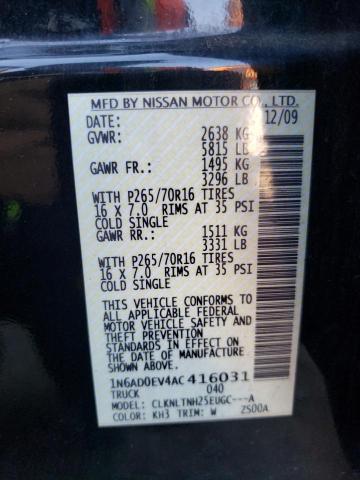 MFD BY NISSAN MOTOR CO., LTD.
DATE: 12/09
GVWR: 2638 KG
5815 LB
GAWR FR.: 1495 KG
3296 LB
WITH P265/70R16 TIRES
16 X 7.0 RIMS AT 35 PSI
COLD SINGLE
GAWR RR.: 1511 KG
3331 LB
WITH P265/70R16 TIRES
16 X 7.0 RIMS AT 35 PSI
COLD SINGLE
THIS VEHICLE CONFORMS TO
ALL APPLICABLE FEDERAL
MOTOR VEHICLE SAFETY
AND THEFT PREVENTION
STANDARDS IN EFFECT ON
THE DATE OF MANUFACTURE
SHOWN ABOVE.
1N6AD0EV4AC416031
TRUCK 040
MODEL: CLKNLTNH25EUGC---A
COLOR: KH3 TRIM: W 2S00A